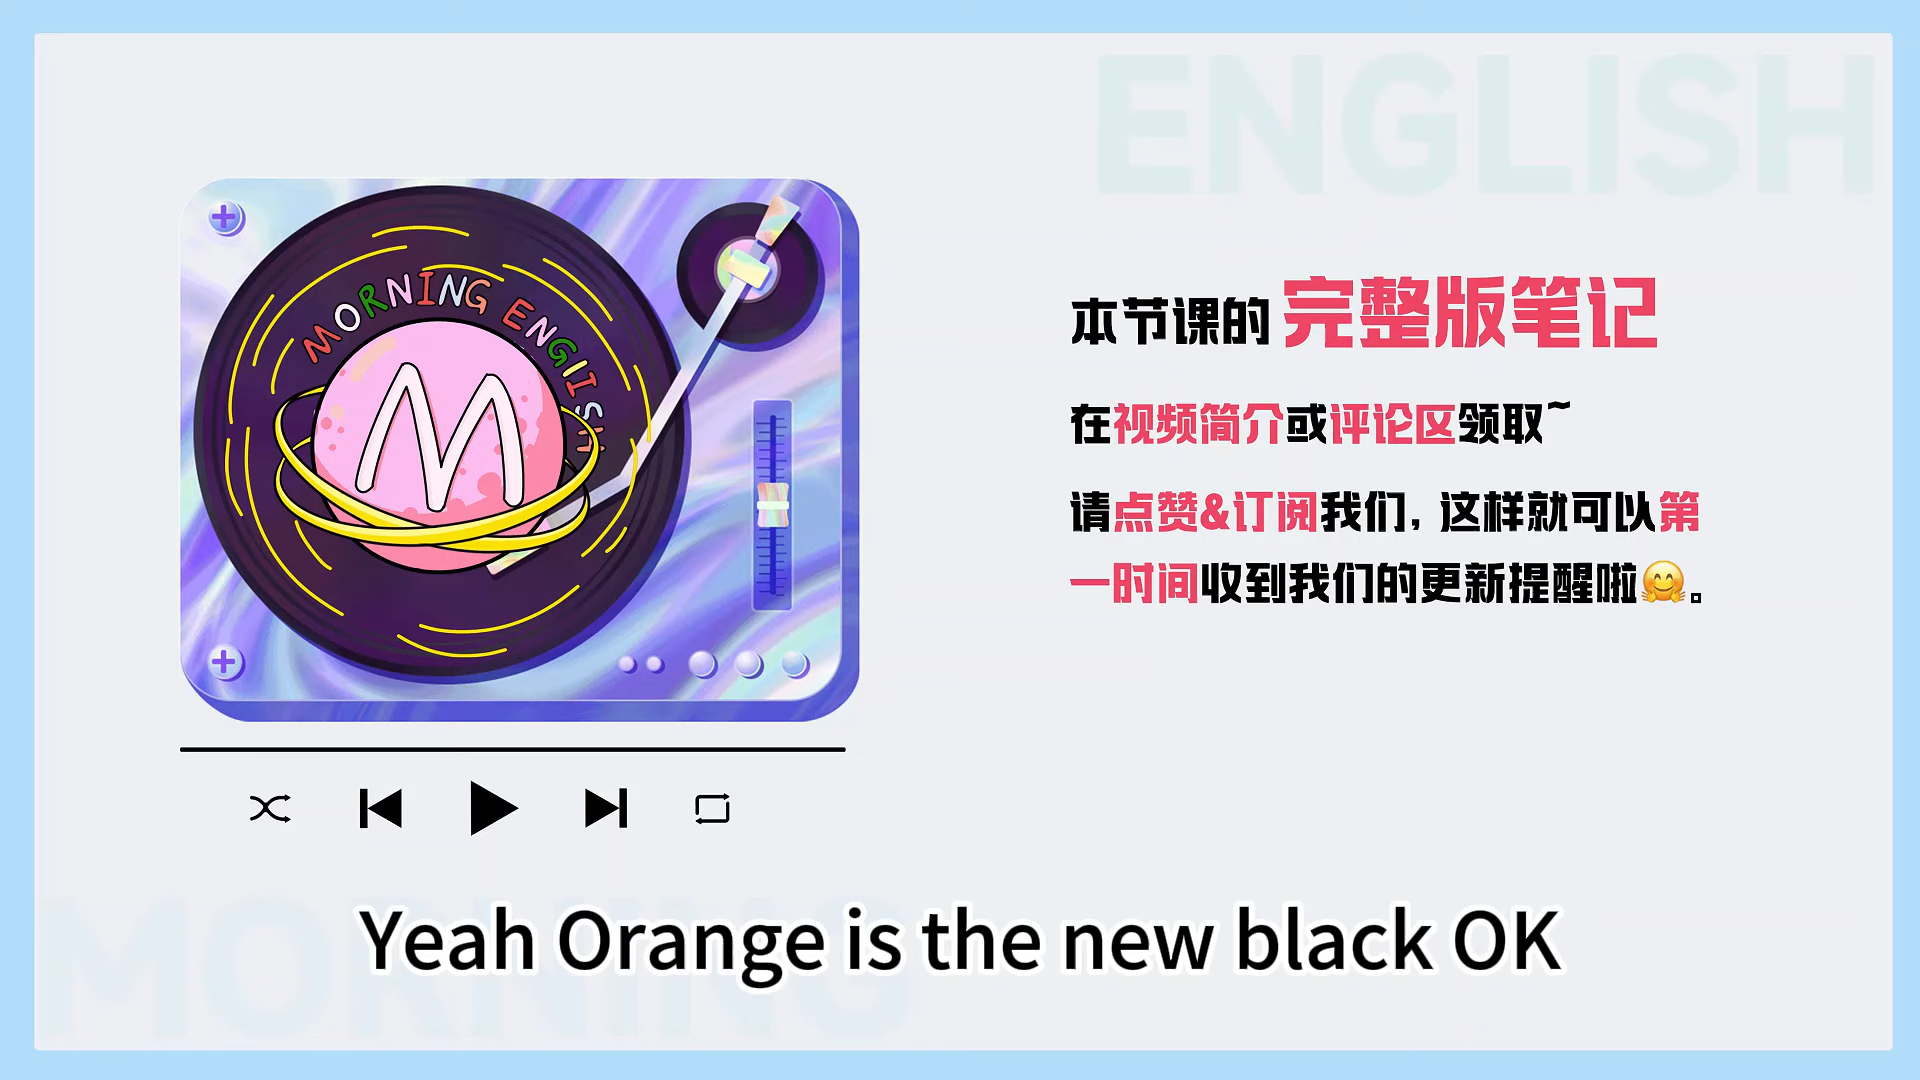 ENGLISH
MORNING ENGLISH
M
本节课的完整版笔记
在视频简介或评论区领取~
请点赞&订阅我们，这样就可以第
一时间收到我们的更新提醒啦🤗。
MORNING
Yeah Orange is the new black OK